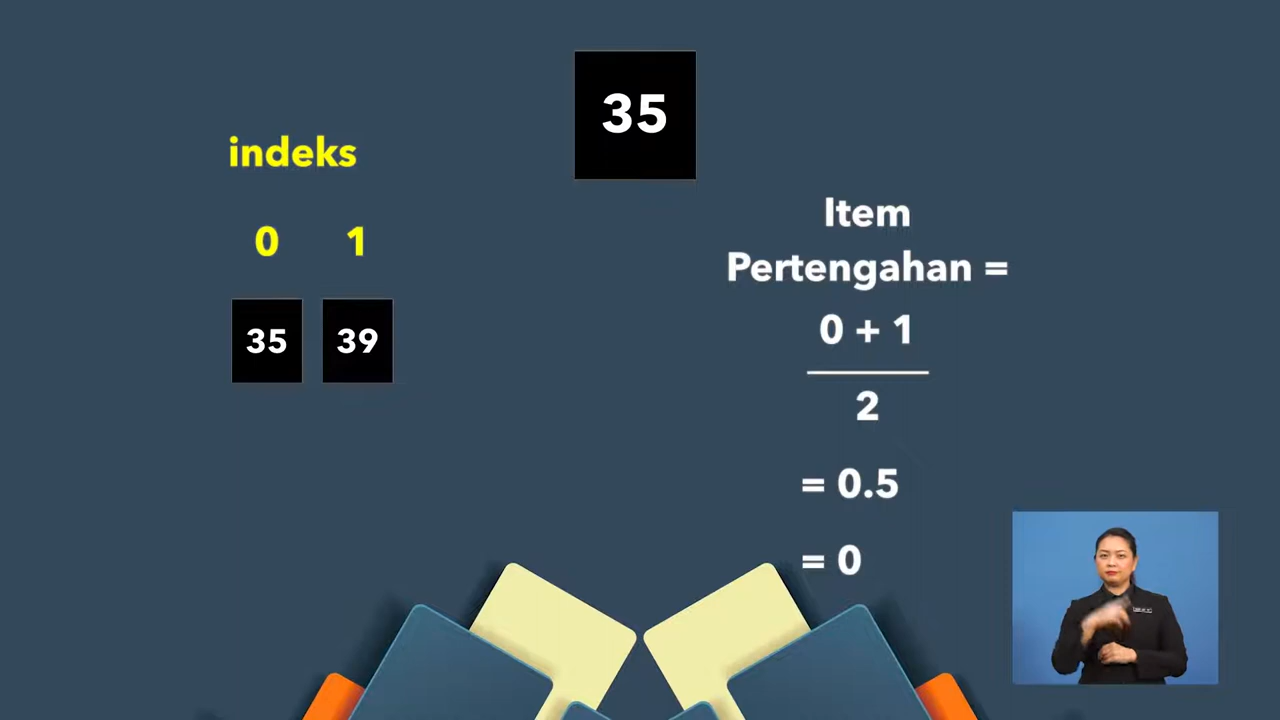 35
indeks
0 1
35 39
Item
Pertengahan =
0 + 1
2
= 0.5
= 0